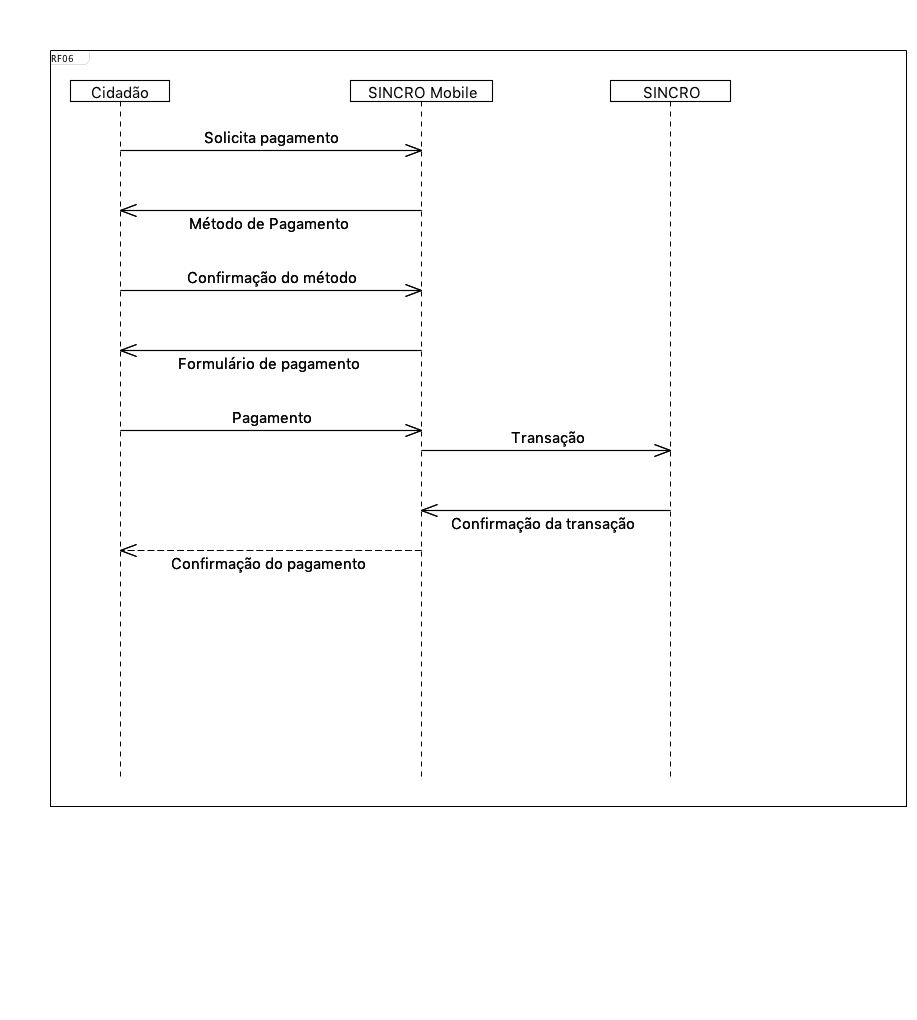 RF06
Cidadão
SINCRO Mobile
SINCRO
Solicita pagamento
Método de Pagamento
Confirmação do método
Formulário de pagamento
Pagamento
Transação
Confirmação da transação
Confirmação do pagamento